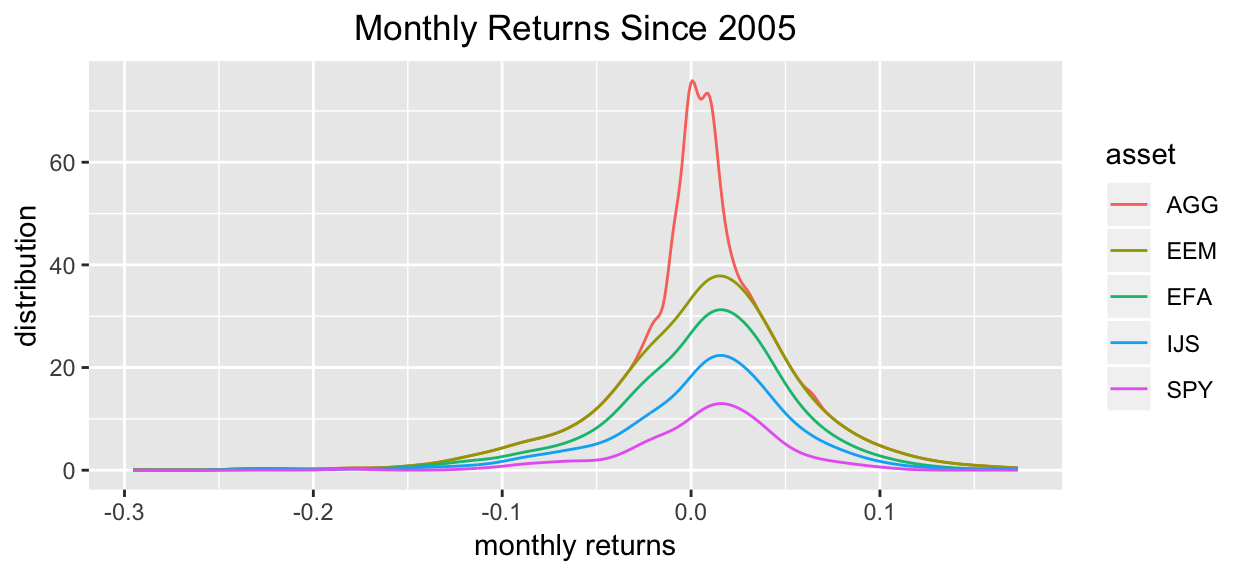 Monthly Returns Since 2005
distribution
60
40
20
0
-0.3 -0.2 -0.1 0.0 0.1
monthly returns
asset
AGG
EEM
EFA
IJS
SPY